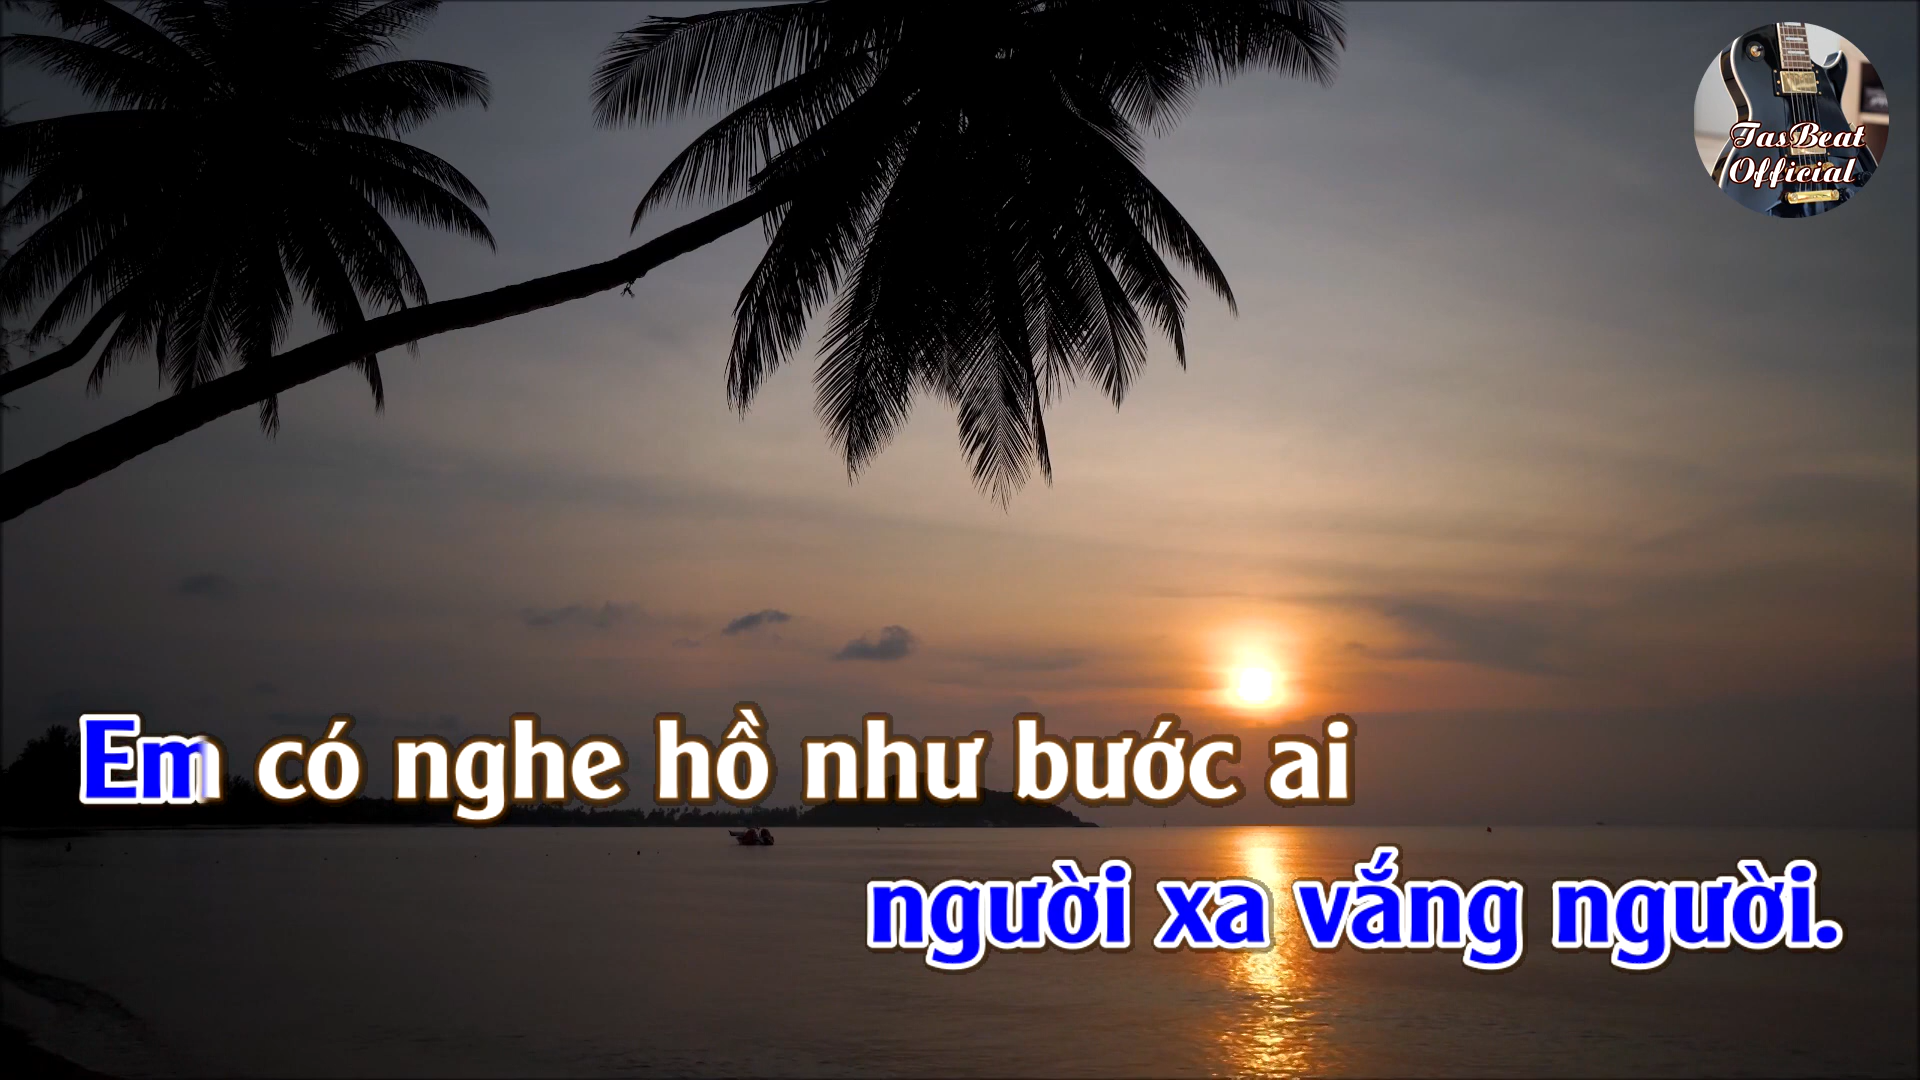 TasBeat
Official
Em có nghe hồ như bước ai
người xa vắng người.